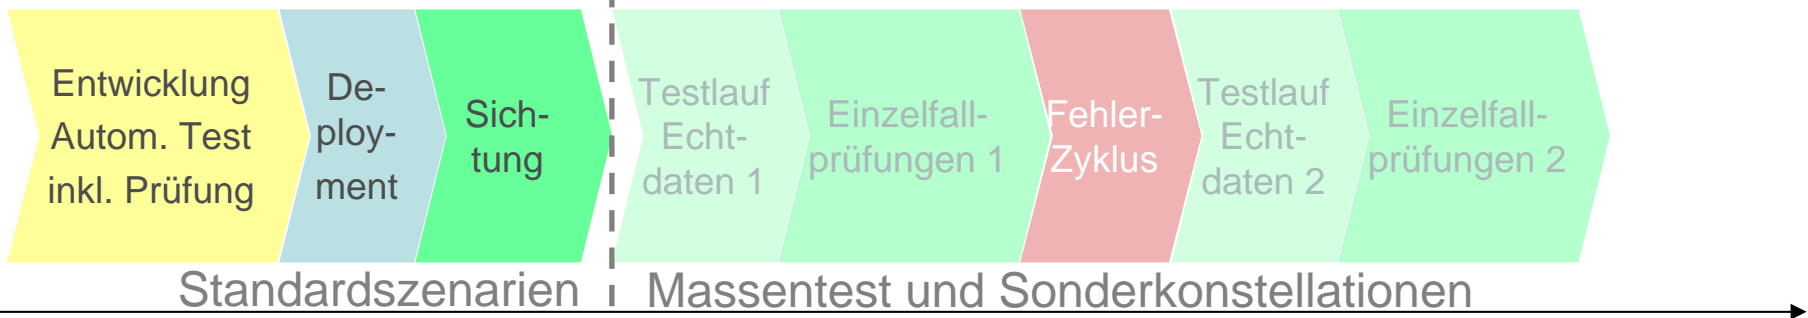 Entwicklung
Autom. Test
inkl. Prüfung
De-
ploy-
ment
Sich-
tung
Testlauf
Echt-
daten 1
Einzelfall-
prüfungen 1
Fehler-
Zyklus
Testlauf
Echt-
daten 2
Einzelfall-
prüfungen 2
Standardszenarien
Massentest und Sonderkonstellationen